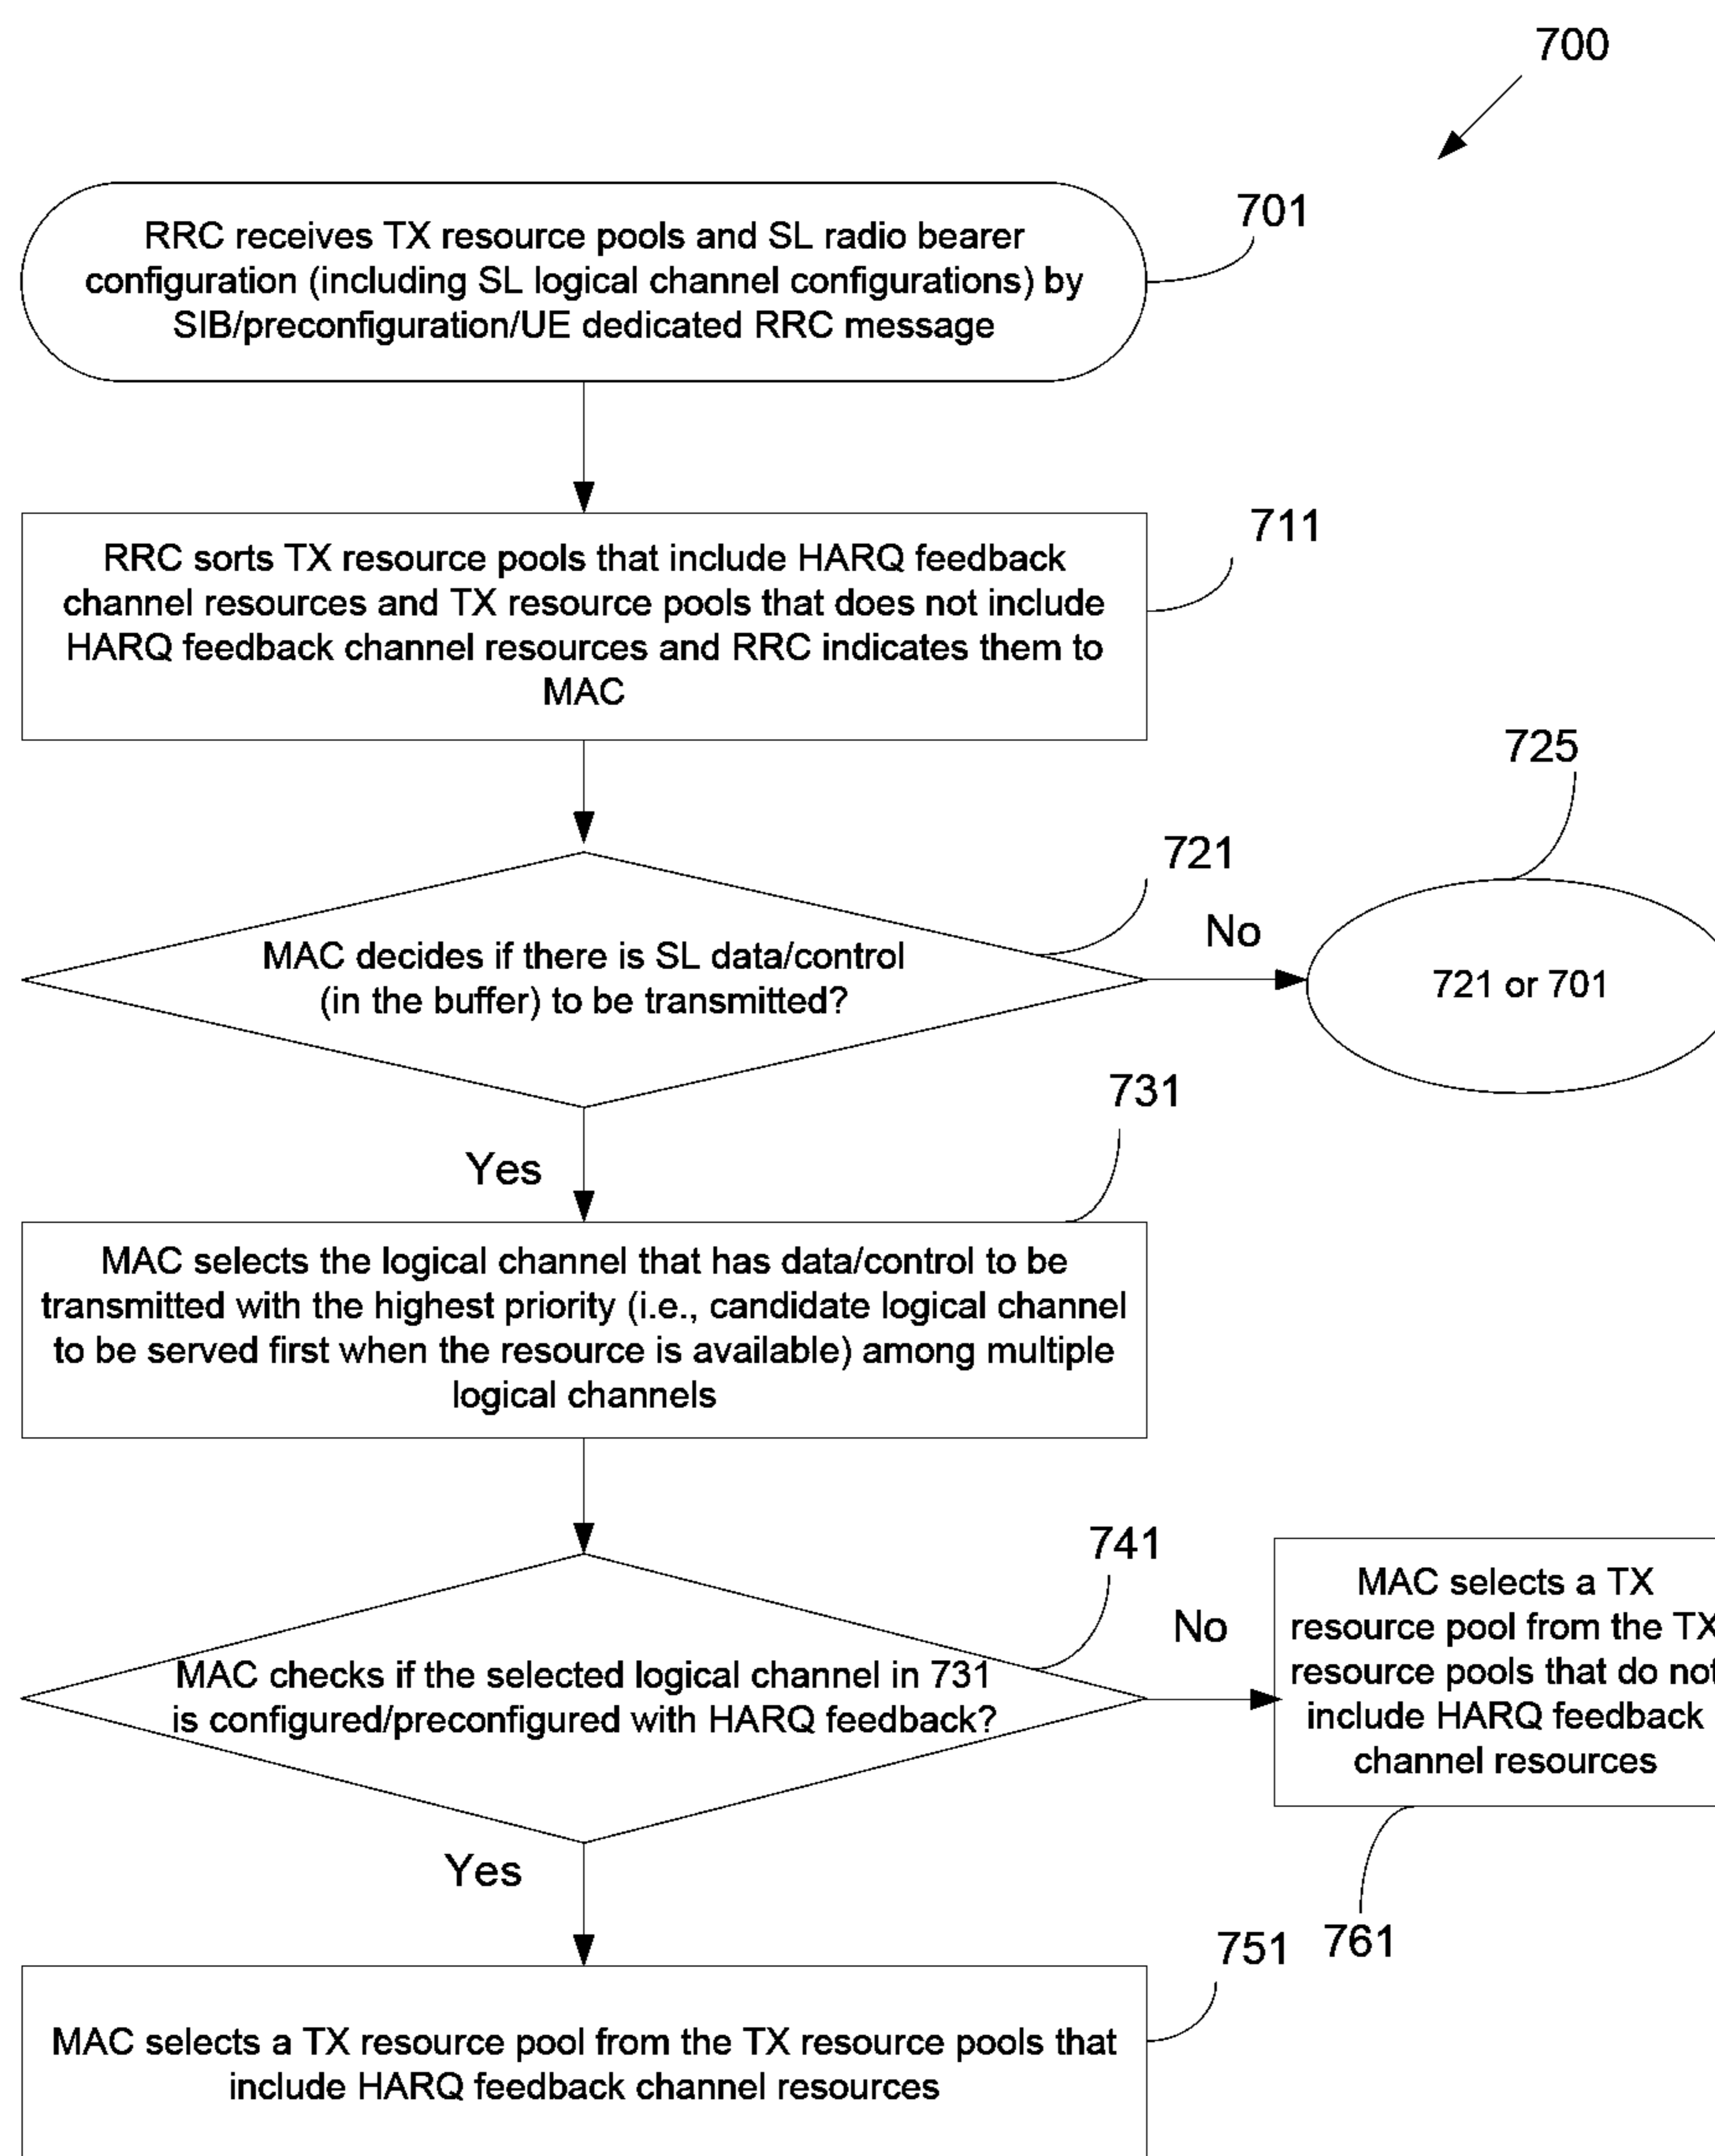 700
RRC receives TX resource pools and SL radio bearer
configuration (including SL logical channel configurations) by
SIB/preconfiguration/UE dedicated RRC message
701
RRC sorts TX resource pools that include HARQ feedback
channel resources and TX resource pools that does not include
HARQ feedback channel resources and RRC indicates them to
MAC
711
MAC decides if there is SL data/control
(in the buffer) to be transmitted?
721
No
725
721 or 701
Yes
731
MAC selects the logical channel that has data/control to be
transmitted with the highest priority (i.e., candidate logical channel
to be served first when the resource is available) among multiple
logical channels
MAC checks if the selected logical channel in 731
is configured/preconfigured with HARQ feedback?
741
No
MAC selects a TX
resource pool from the TX
resource pools that do not
include HARQ feedback
channel resources
761
Yes
751
MAC selects a TX resource pool from the TX resource pools that
include HARQ feedback channel resources